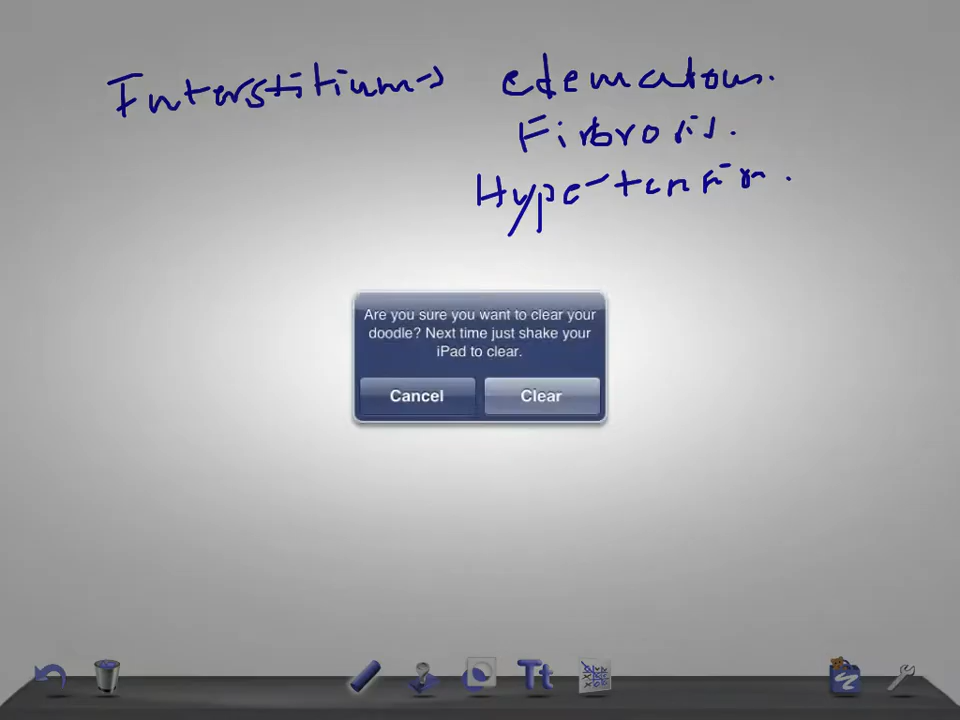 Interstitium → edematous.
Fibrosis.
Hypertension.
Are you sure you want to clear your
doodle? Next time just shake your
iPad to clear.
Cancel Clear
Tt